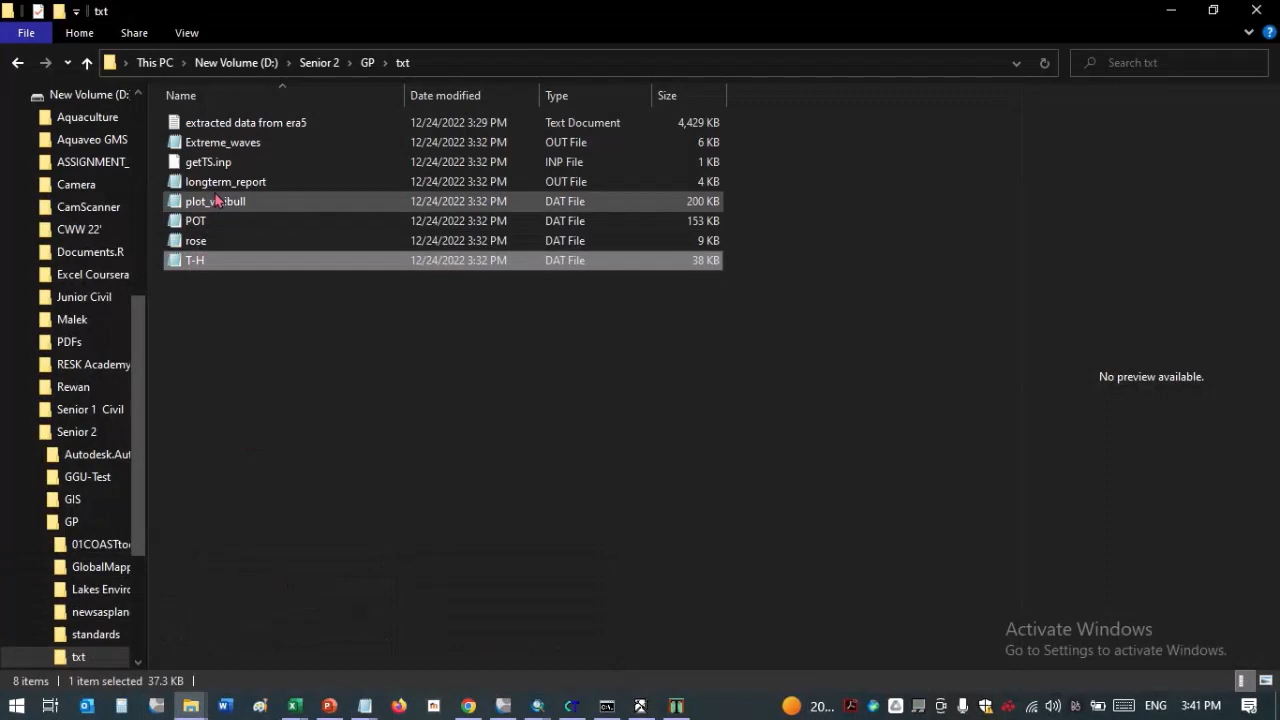 txt
File Home Share View
This PC New Volume (D:) Senior 2 GP txt Search txt
Name Date modified Type Size
New Volume (D:
Aquaculture
Aquaveo GMS
ASSIGNMENT_
Camera
CamScanner
CWW 22'
Documents.R
Excel Coursera
Junior Civil
Malek
PDFs
RESK Academy
Rewan
Senior 1 Civil
Senior 2
Autodesk.Aut
GGU-Test
GIS
GP
01COASTtoo
GlobalMapp
Lakes Enviro
newsasplan
standards
txt
extracted data from era5 12/24/2022 3:29 PM Text Document 4,429 KB
Extreme_waves 12/24/2022 3:32 PM OUT File 6 KB
getTS.inp 12/24/2022 3:32 PM INP File 1 KB
longterm_report 12/24/2022 3:32 PM OUT File 4 KB
plot_weibull 12/24/2022 3:32 PM DAT File 200 KB
POT 12/24/2022 3:32 PM DAT File 153 KB
rose 12/24/2022 3:32 PM DAT File 9 KB
T-H 12/24/2022 3:32 PM DAT File 38 KB
No preview available.
Activate Windows
Go to Settings to activate Windows.
8 items 1 item selected 37.3 KB
20... ENG 3:41 PM